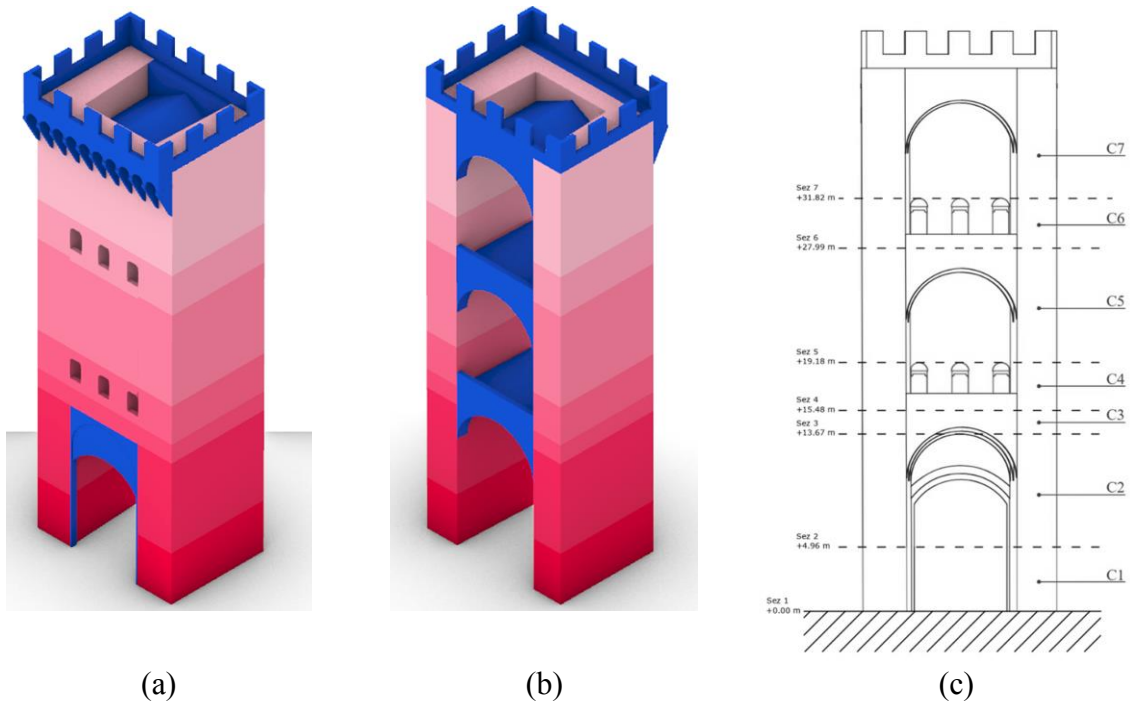 Sez 7
+31.82 m
C7
C6
Sez 6
+27.99 m
C5
Sez 5
+19.18 m
C4
Sez 4
+15.48 m
C3
Sez 3
+13.67 m
C2
Sez 2
+4.96 m
C1
Sez 1
+0.00 m
(a)
(b)
(c)